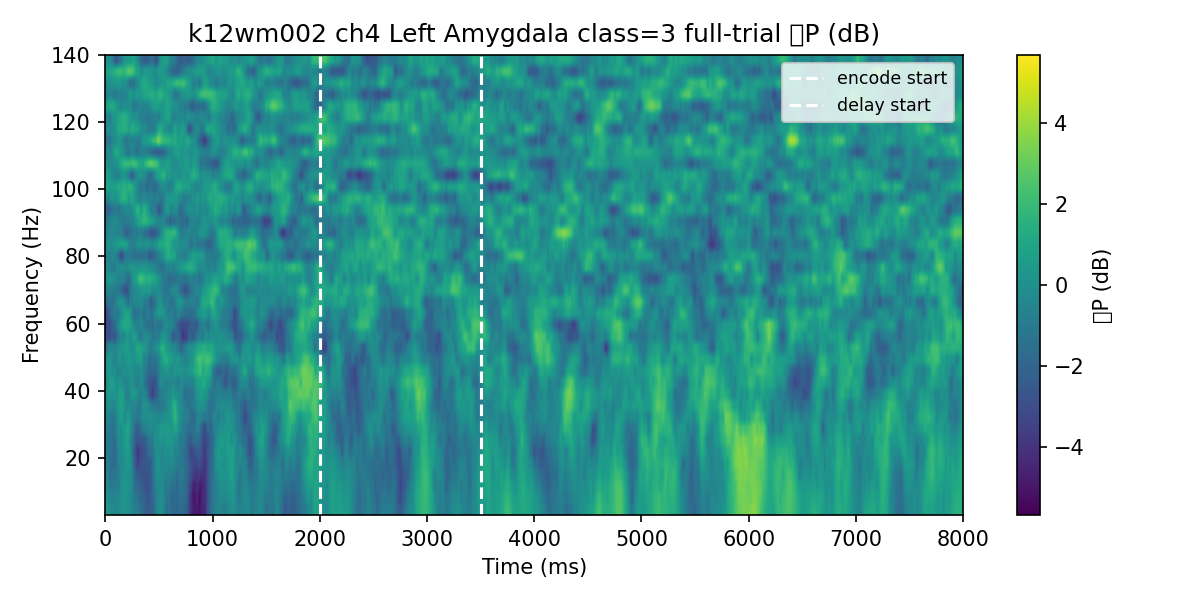 k12wm002 ch4 Left Amygdala class=3 full-trial ▯P (dB)
140
120
100
80
60
40
20
Frequency (Hz)
0 1000 2000 3000 4000 5000 6000 7000 8000
Time (ms)
encode start
delay start
4
2
0
−2
−4
▯P (dB)